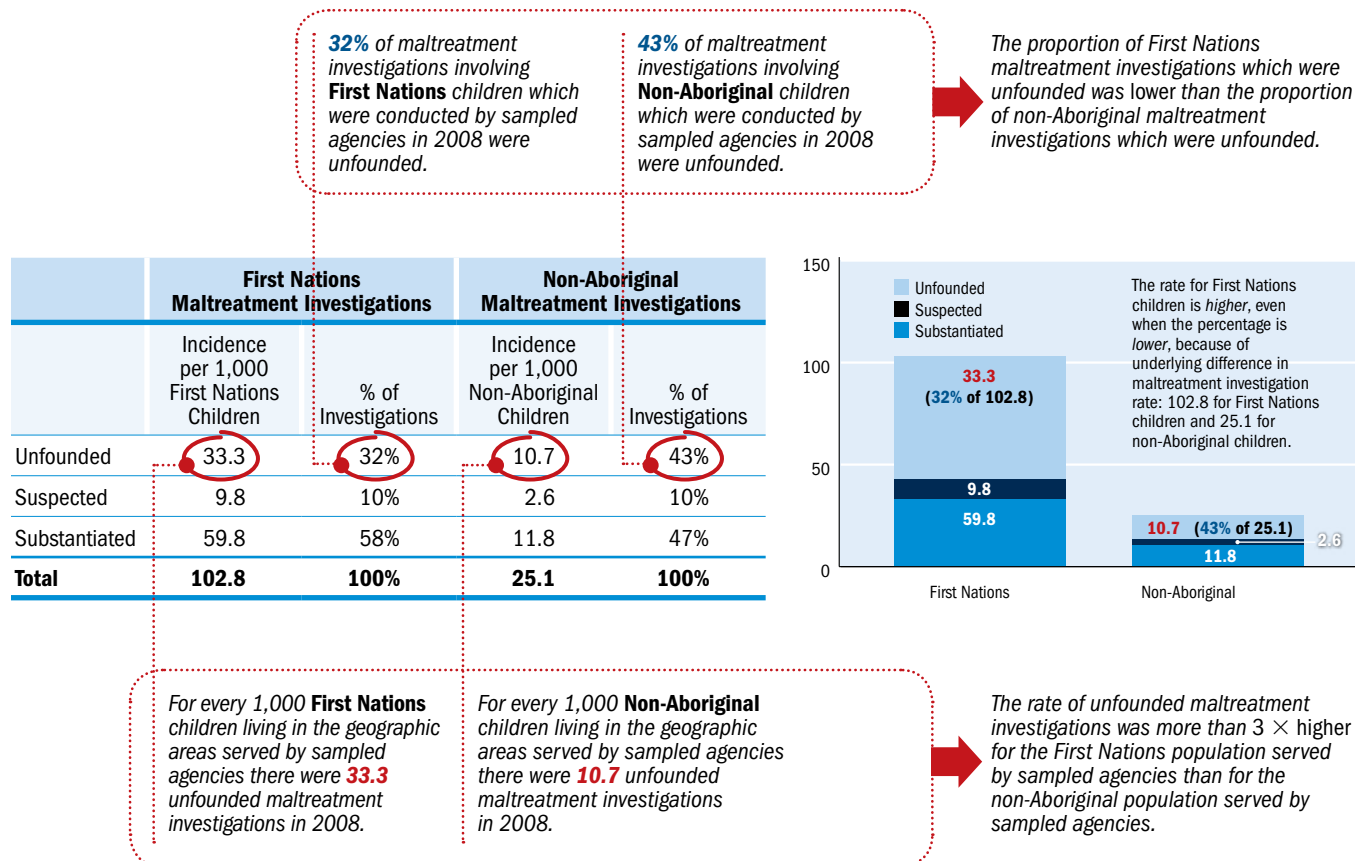 32% of maltreatment
investigations involving
First Nations children which
were conducted by sampled
agencies in 2008 were
unfounded.
43% of maltreatment
investigations involving
Non-Aboriginal children
which were conducted by
sampled agencies in 2008
were unfounded.
The proportion of First Nations
maltreatment investigations which were
unfounded was lower than the proportion
of non-Aboriginal maltreatment
investigations which were unfounded.
First Nations
Maltreatment Investigations
Non-Aboriginal
Maltreatment Investigations
Incidence
per 1,000
First Nations
Children
% of
Investigations
Incidence
per 1,000
Non-Aboriginal
Children
% of
Investigations
Unfounded 33.3 32% 10.7 43%
Suspected 9.8 10% 2.6 10%
Substantiated 59.8 58% 11.8 47%
Total 102.8 100% 25.1 100%
150
100
50
0
Unfounded
Suspected
Substantiated
The rate for First Nations
children is higher, even
when the percentage is
lower, because of
underlying difference in
maltreatment investigation
rate: 102.8 for First Nations
children and 25.1 for
non-Aboriginal children.
33.3
(32% of 102.8)
9.8
59.8
10.7 (43% of 25.1)
2.6
11.8
First Nations
Non-Aboriginal
For every 1,000 First Nations
children living in the geographic
areas served by sampled
agencies there were 33.3
unfounded maltreatment
investigations in 2008.
For every 1,000 Non-Aboriginal
children living in the geographic
areas served by sampled agencies
there were 10.7 unfounded
maltreatment investigations
in 2008.
The rate of unfounded maltreatment
investigations was more than 3 × higher
for the First Nations population served
by sampled agencies than for the
non-Aboriginal population served by
sampled agencies.